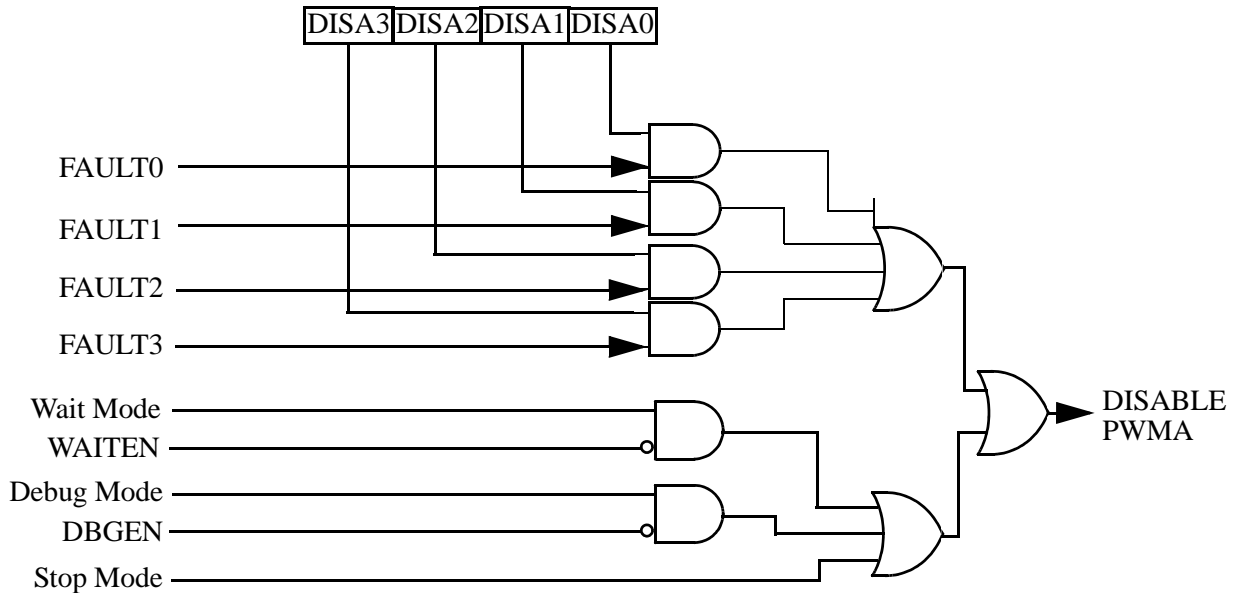 DISA3 DISA2 DISA1 DISA0
FAULT0
FAULT1
FAULT2
FAULT3
Wait Mode
WAITEN
Debug Mode
DBGEN
Stop Mode
DISABLE
PWMA